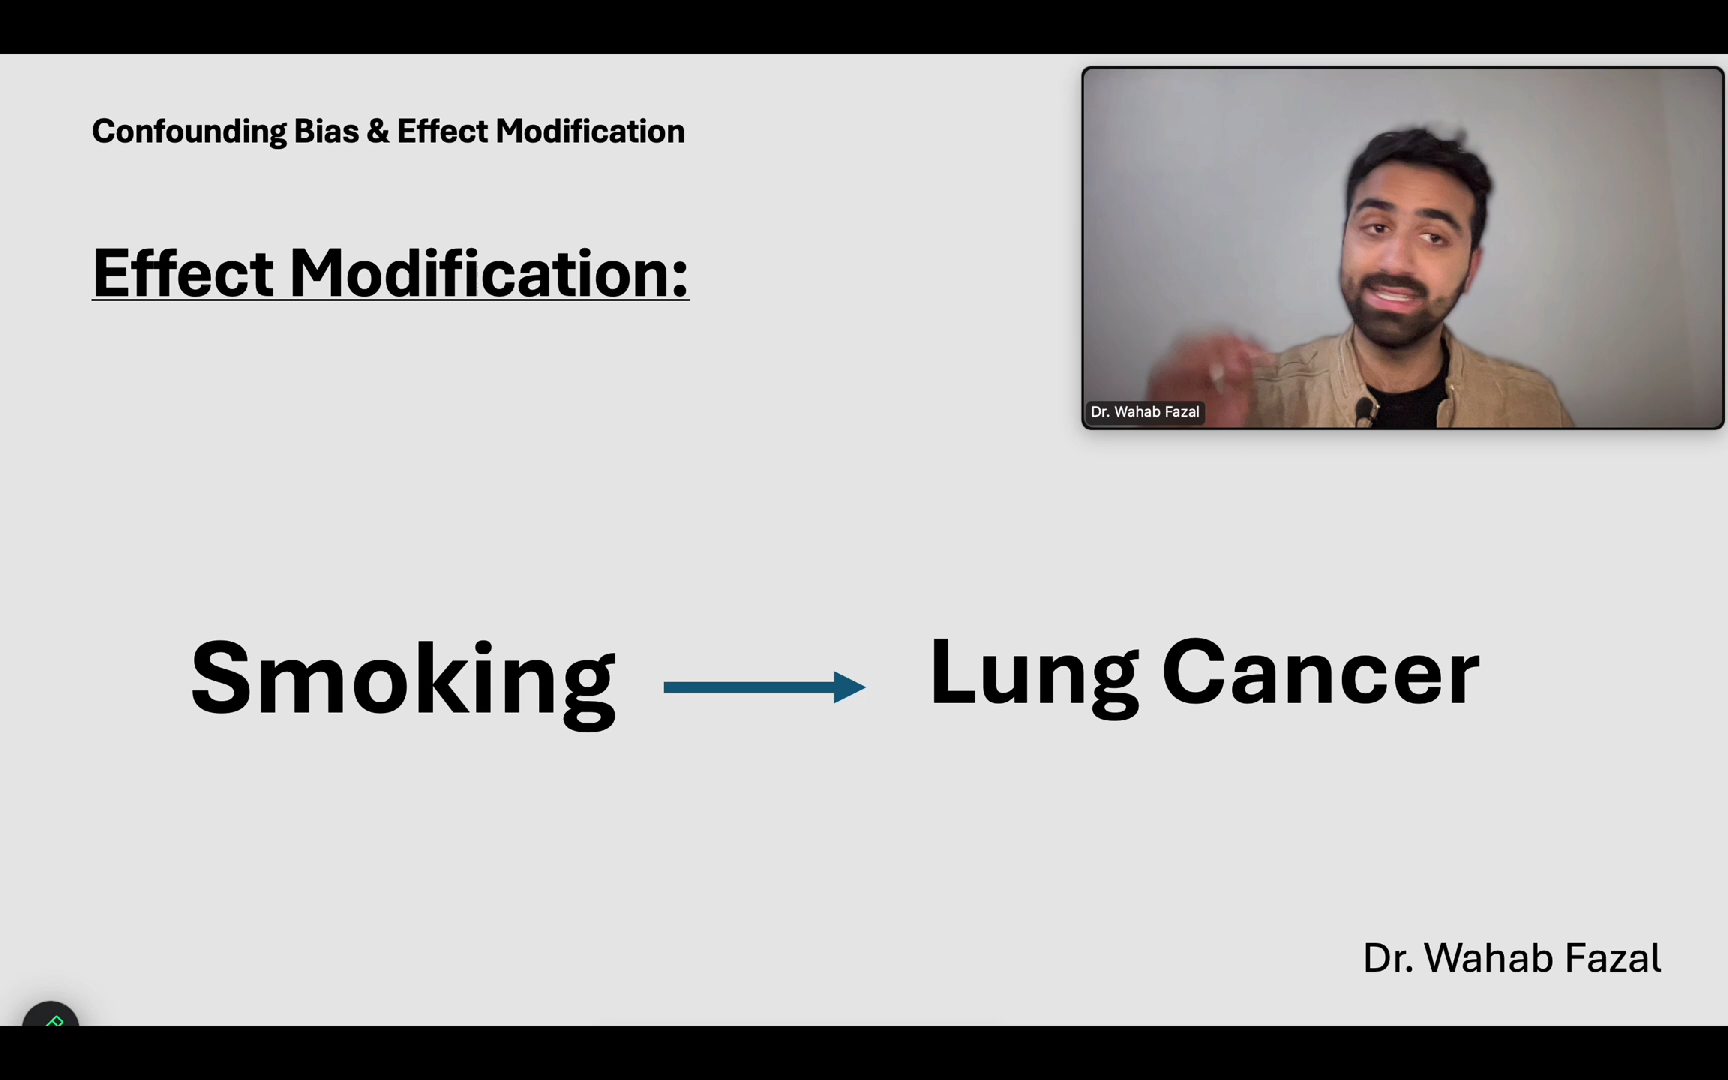 Confounding Bias & Effect Modification
Effect Modification:
Dr. Wahab Fazal
Smoking
Lung Cancer
Dr. Wahab Fazal